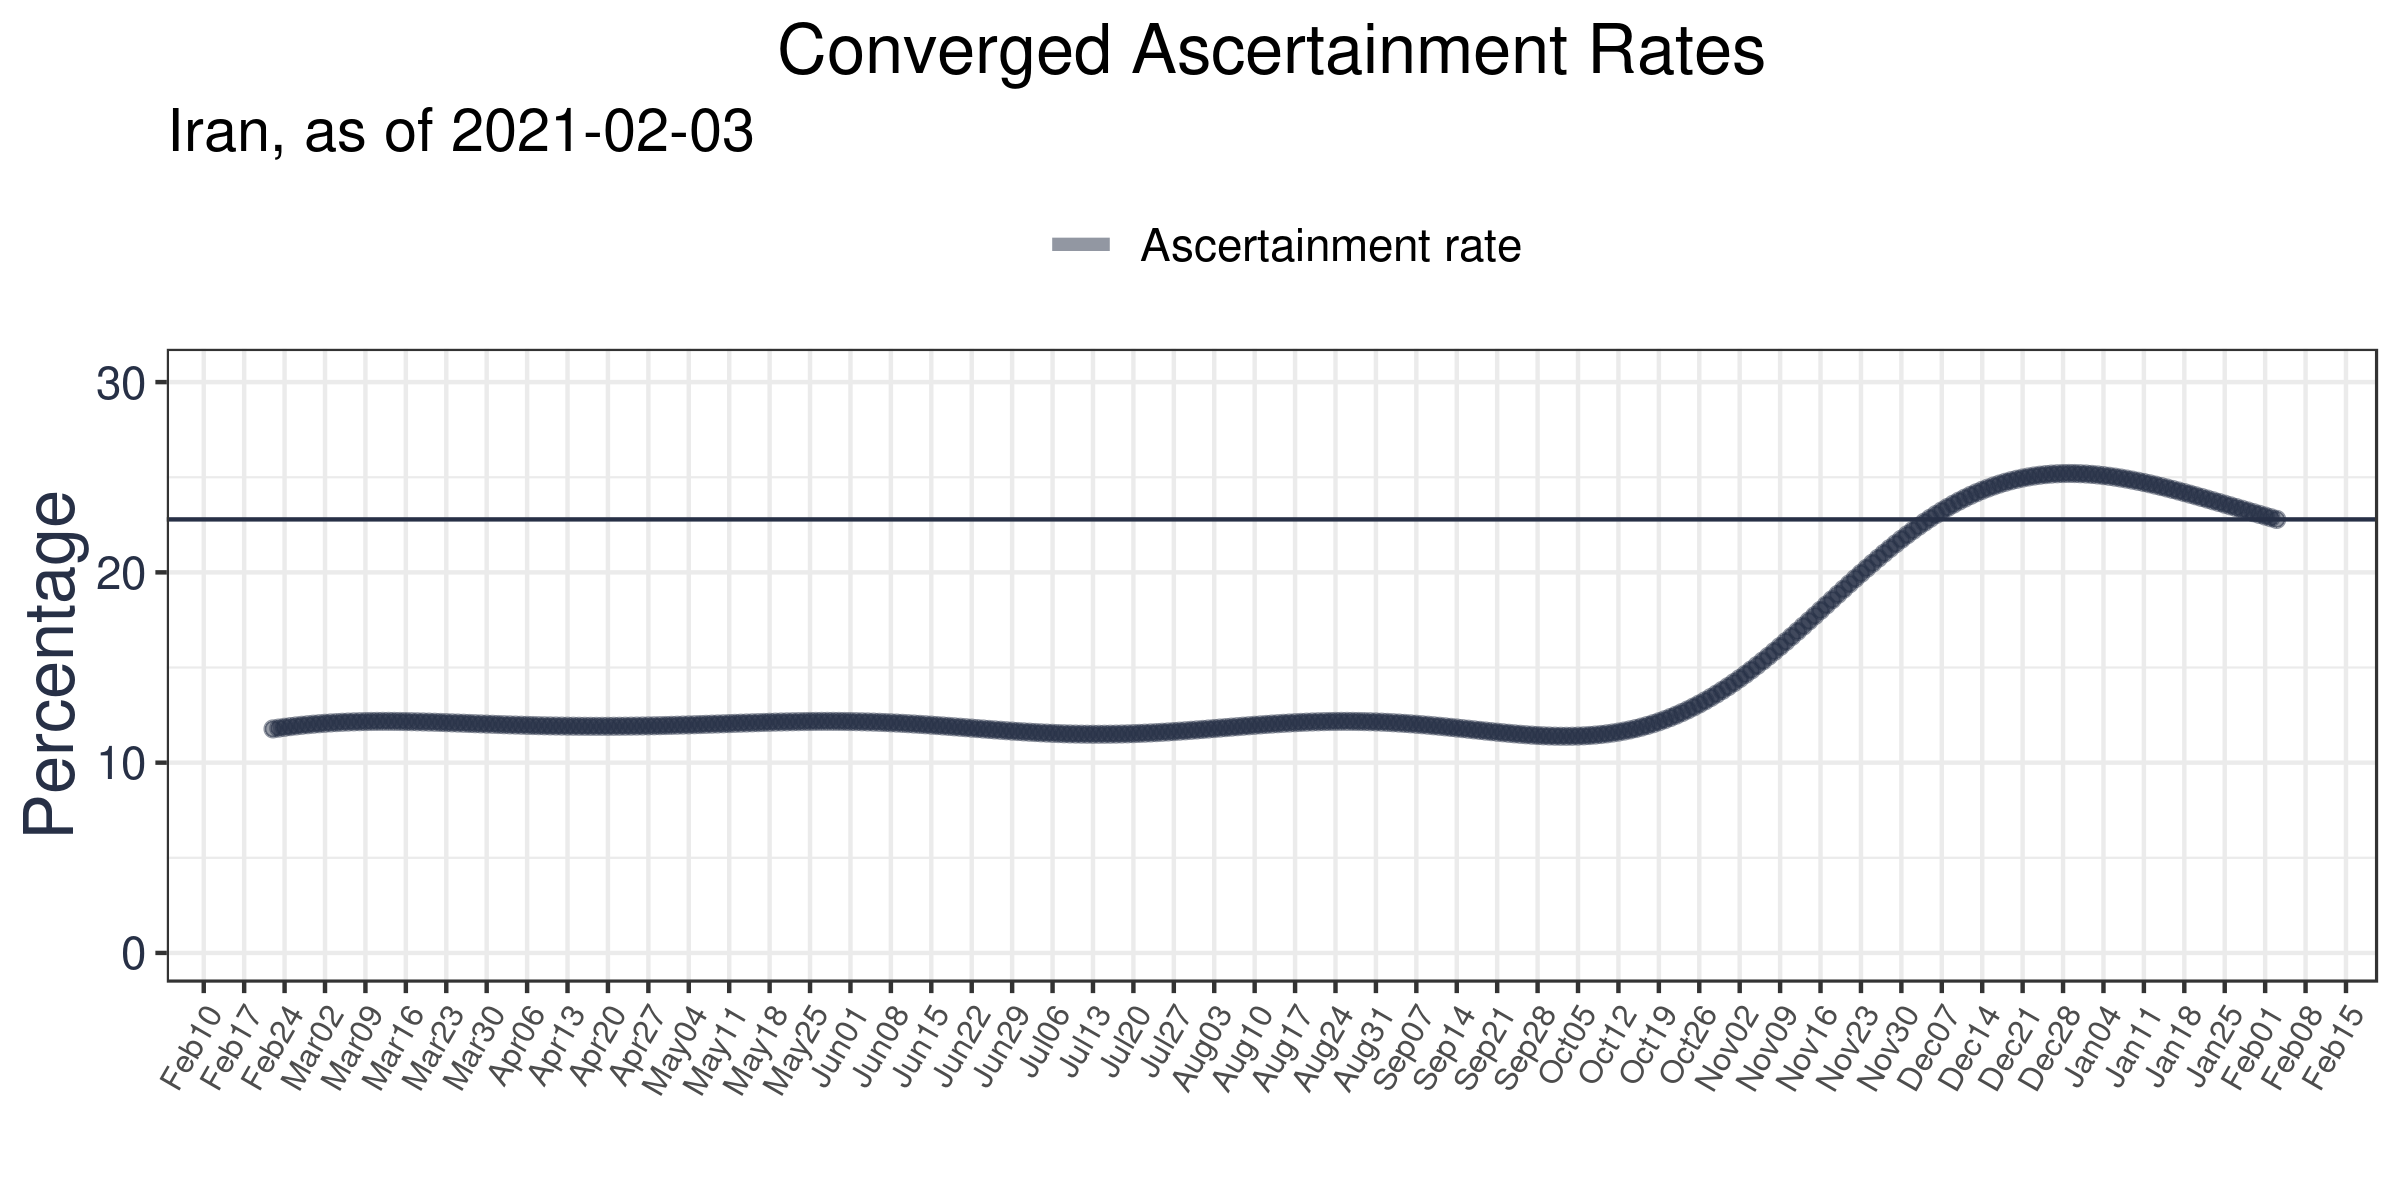 Converged Ascertainment Rates
Iran, as of 2021-02-03
Ascertainment rate
Percentage
30
20
10
0
Feb10 Feb17 Feb24 Mar02 Mar09 Mar16 Mar23 Mar30 Apr06 Apr13 Apr20 Apr27 May04 May11 May18 May25 Jun01 Jun08 Jun15 Jun22 Jun29 Jul06 Jul13 Jul20 Jul27 Aug03 Aug10 Aug17 Aug24 Aug31 Sep07 Sep14 Sep21 Sep28 Oct05 Oct12 Oct19 Oct26 Nov02 Nov09 Nov16 Nov23 Nov30 Dec07 Dec14 Dec21 Dec28 Jan04 Jan11 Jan18 Jan25 Feb01 Feb08 Feb15